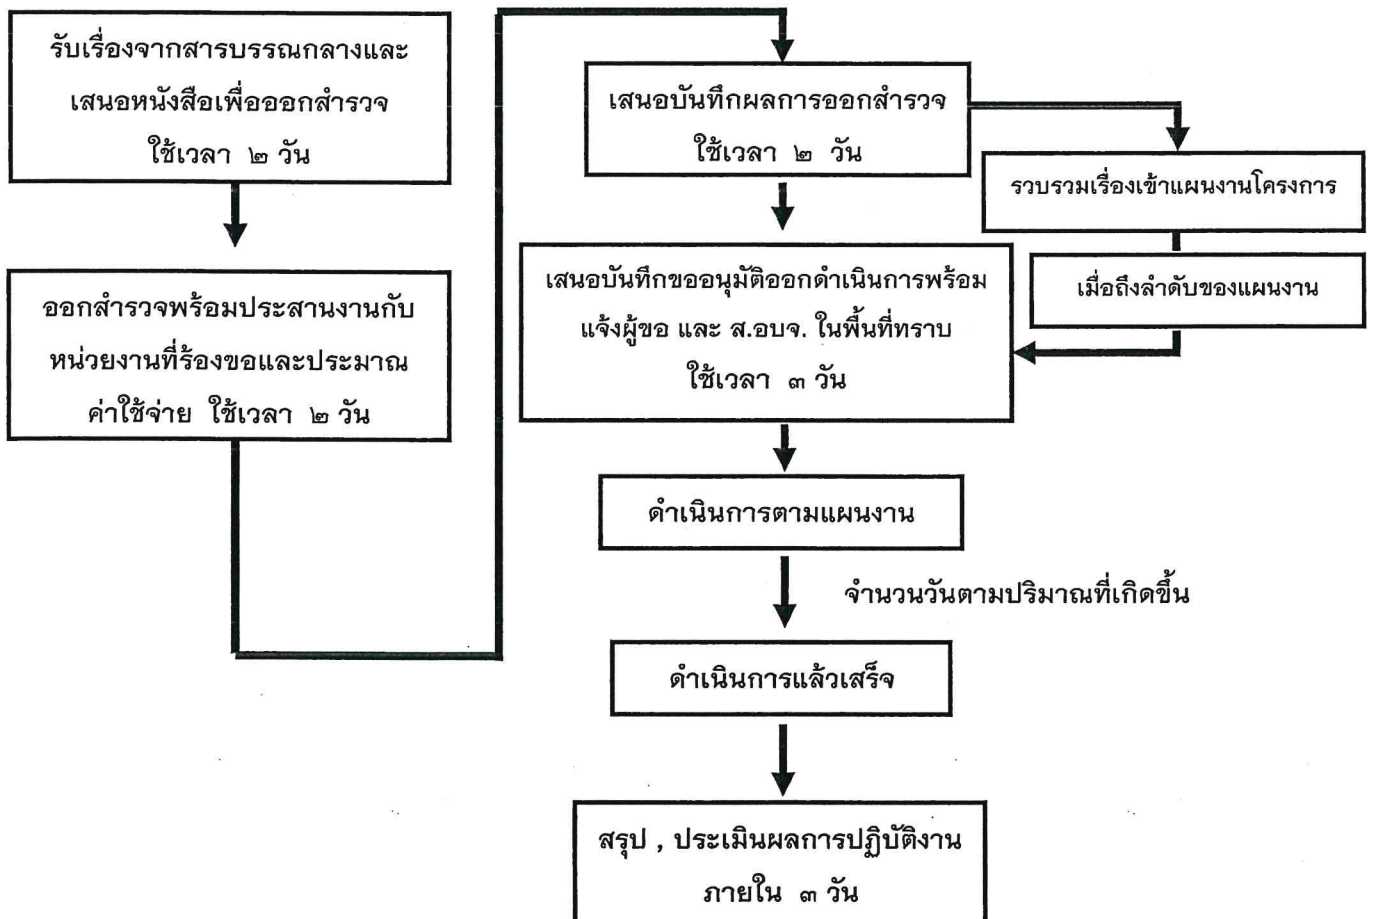 รับเรื่องจากสารบรรณกลางและ
เสนอหนังสือเพื่อออกสำรวจ
ใช้เวลา ๒ วัน
ออกสำรวจพร้อมประสานงานกับ
หน่วยงานที่ร้องขอและประมาณ
ค่าใช้จ่าย ใช้เวลา ๒ วัน
เสนอบันทึกผลการออกสำรวจ
ใช้เวลา ๒ วัน
รวบรวมเรื่องเข้าแผนงานโครงการ
เมื่อถึงลำดับของแผนงาน
เสนอบันทึกขออนุมัติออกดำเนินการพร้อม
แจ้งผู้ขอ และ ส.อบจ. ในพื้นที่ทราบ
ใช้เวลา ๓ วัน
ดำเนินการตามแผนงาน
จำนวนวันตามปริมาณที่เกิดขึ้น
ดำเนินการแล้วเสร็จ
สรุป , ประเมินผลการปฏิบัติงาน
ภายใน ๓ วัน